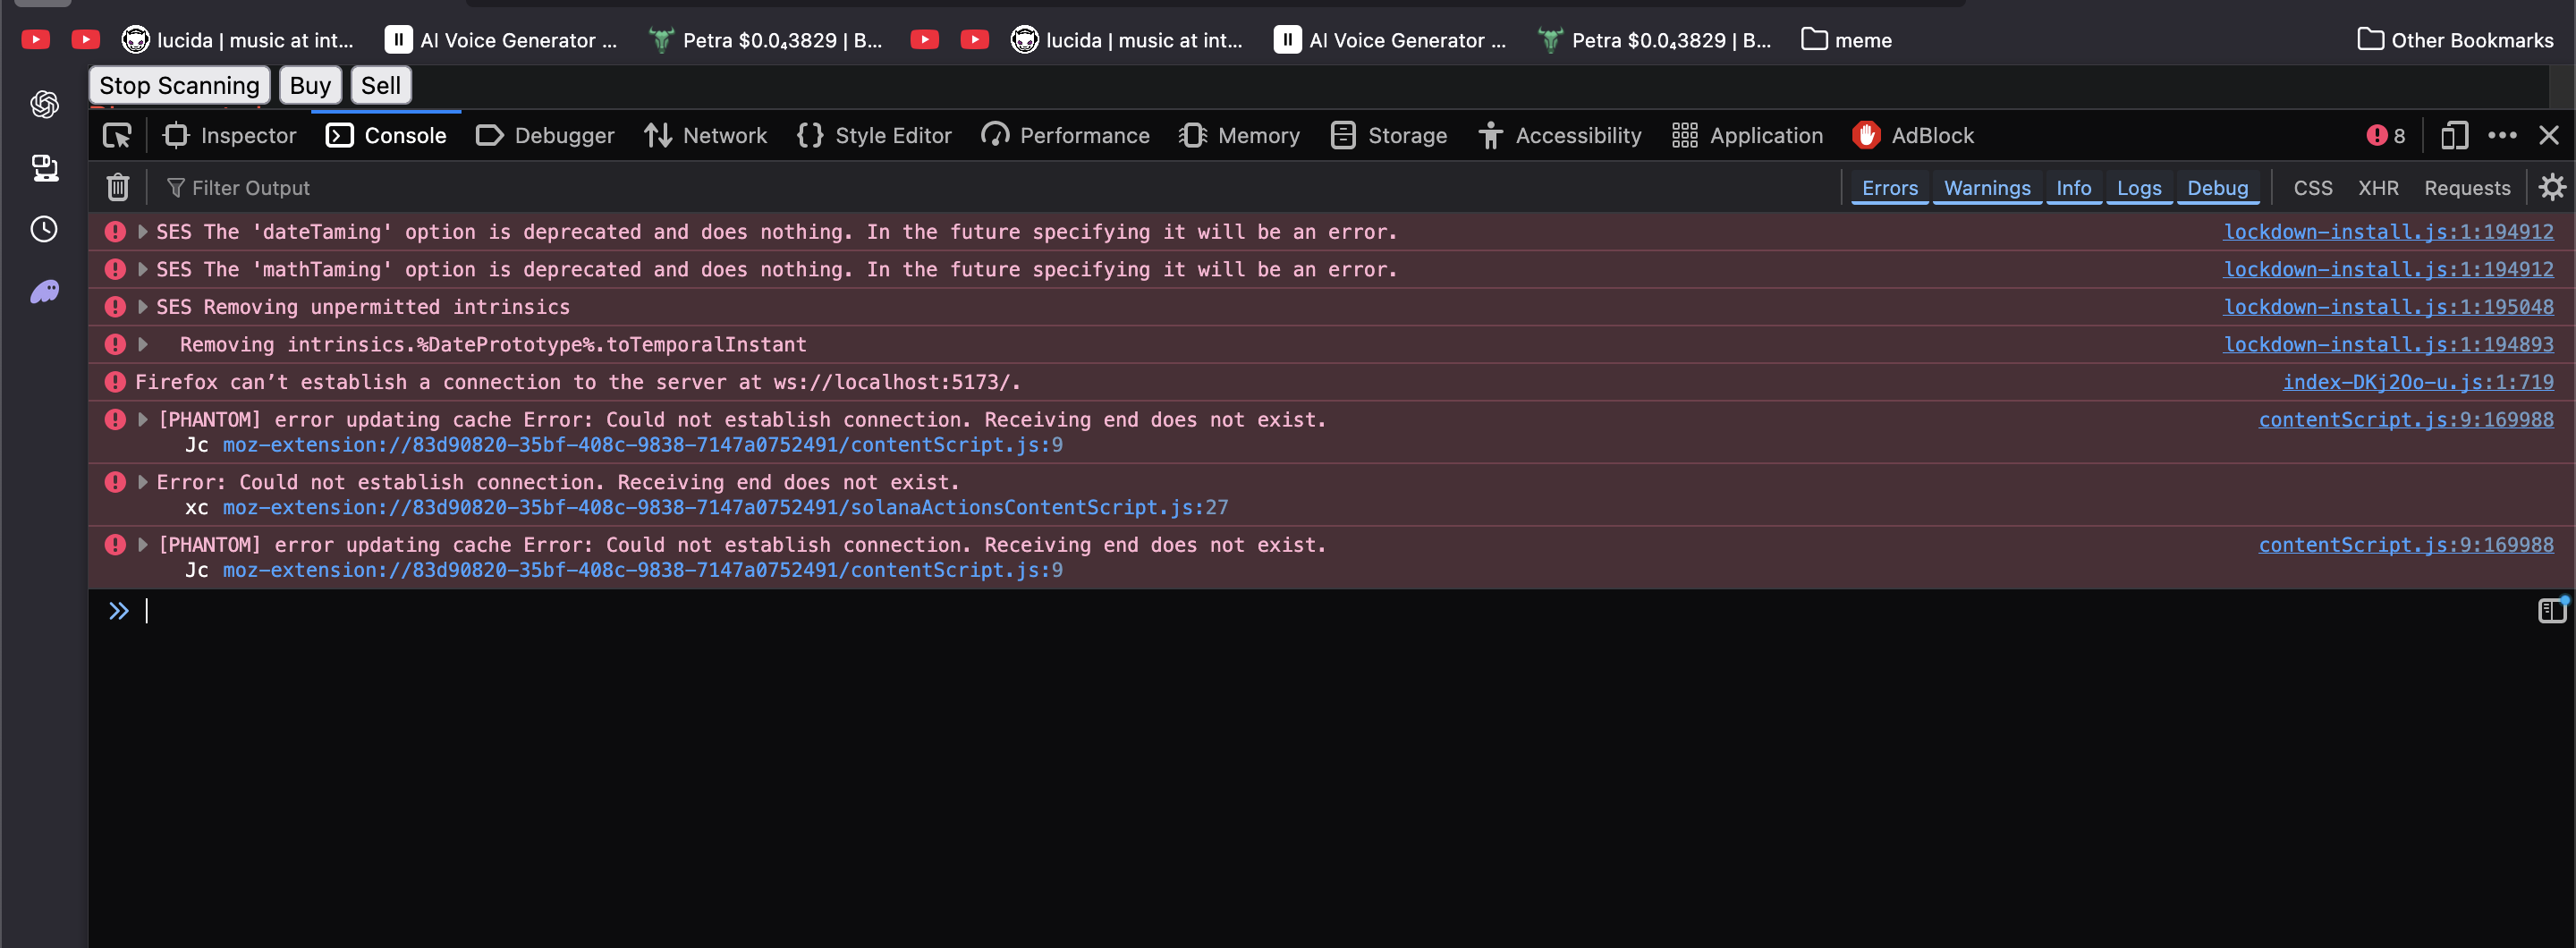 lucida | music at int... AI Voice Generator ... Petra $0.0₄3829 | B... lucida | music at int... AI Voice Generator ... Petra $0.0₄3829 | B... meme Other Bookmarks
Stop Scanning Buy Sell
Inspector Console Debugger Network Style Editor Performance Memory Storage Accessibility Application AdBlock 8
Filter Output Errors Warnings Info Logs Debug CSS XHR Requests
SES The 'dateTaming' option is deprecated and does nothing. In the future specifying it will be an error. lockdown-install.js:1:194912
SES The 'mathTaming' option is deprecated and does nothing. In the future specifying it will be an error. lockdown-install.js:1:194912
SES Removing unpermitted intrinsics lockdown-install.js:1:195048
Removing intrinsics.%DatePrototype%.toTemporalInstant lockdown-install.js:1:194893
Firefox can’t establish a connection to the server at ws://localhost:5173/. index-DKj2Oo-u.js:1:719
[PHANTOM] error updating cache Error: Could not establish connection. Receiving end does not exist. contentScript.js:9:169988
Jc moz-extension://83d90820-35bf-408c-9838-7147a0752491/contentScript.js:9
Error: Could not establish connection. Receiving end does not exist.
xc moz-extension://83d90820-35bf-408c-9838-7147a0752491/solanaActionsContentScript.js:27
[PHANTOM] error updating cache Error: Could not establish connection. Receiving end does not exist. contentScript.js:9:169988
Jc moz-extension://83d90820-35bf-408c-9838-7147a0752491/contentScript.js:9